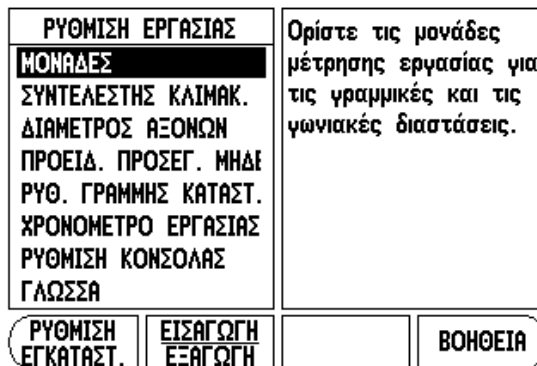 ΡΥΘΜΙΣΗ ΕΡΓΑΣΙΑΣ
ΜΟΝΑΔΕΣ
ΣΥΝΤΕΛΕΣΤΗΣ ΚΛΙΜΑΚ.
ΔΙΑΜΕΤΡΟΣ ΑΞΟΝΩΝ
ΠΡΟΕΙΔ. ΠΡΟΣΕΓ. ΜΗΔΕ
ΡΥΘ. ΓΡΑΜΜΗΣ ΚΑΤΑΣΤ.
ΧΡΟΝΟΜΕΤΡΟ ΕΡΓΑΣΙΑΣ
ΡΥΘΜΙΣΗ ΚΟΝΣΟΛΑΣ
ΓΛΩΣΣΑ
Ορίστε τις μονάδες
μέτρησης εργασίας για
τις γραμμικές και τις
γωνιακές διαστάσεις.
ΡΥΘΜΙΣΗ
ΕΓΚΑΤΑΣΤ.
ΕΙΣΑΓΩΓΗ
ΕΞΑΓΩΓΗ
ΒΟΗΘΕΙΑ